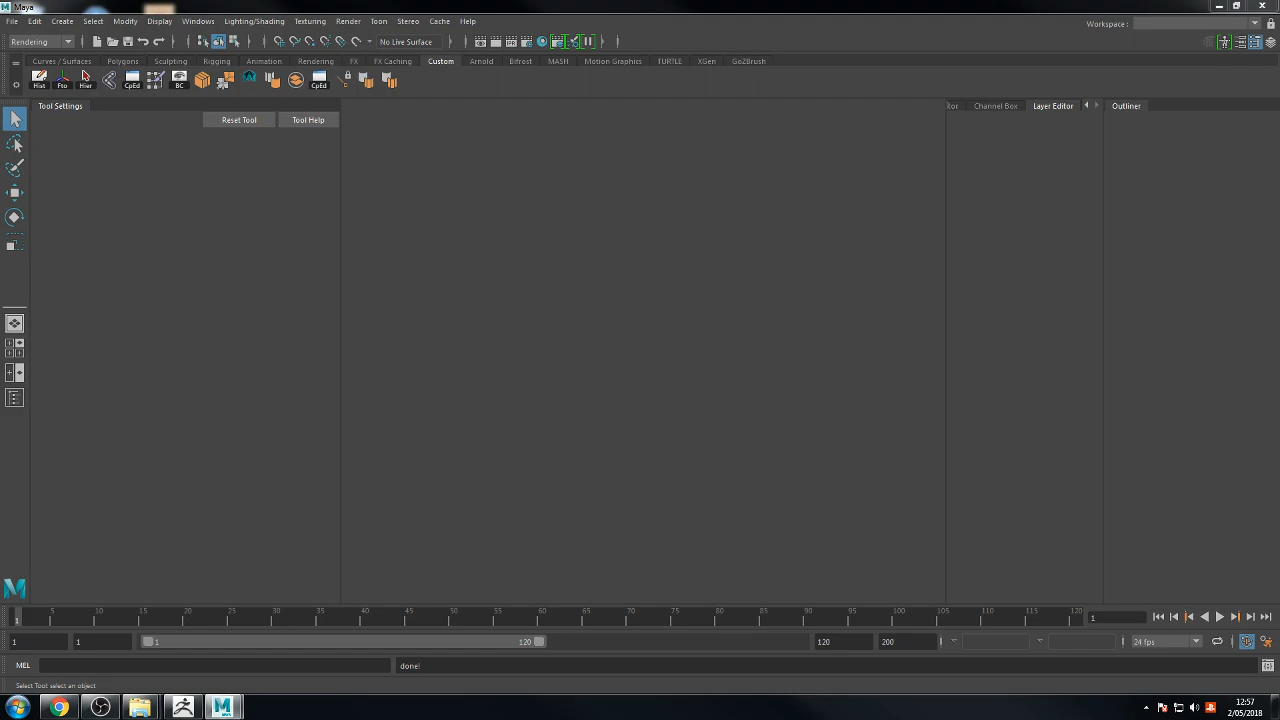 Maya
File Edit Create Select Modify Display Windows Lighting/Shading Texturing Render Toon Stereo Cache Help
Workspace :
Rendering No Live Surface
Curves / Surfaces Polygons Sculpting Rigging Animation Rendering FX FX Caching Custom Arnold Bifrost MASH Motion Graphics TURTLE XGen GoZBrush
Hist Fto Hier CpEd BC CpEd
Tool Settings tor Channel Box Layer Editor Outliner
Reset Tool Tool Help
5 10 15 20 25 30 35 40 45 50 55 60 65 70 75 80 85 90 95 100 105 110 115 120
1 1
1 1 1 120 120 200 24 fps
MEL done!
Select Tool: select an object
12:57
2/05/2018